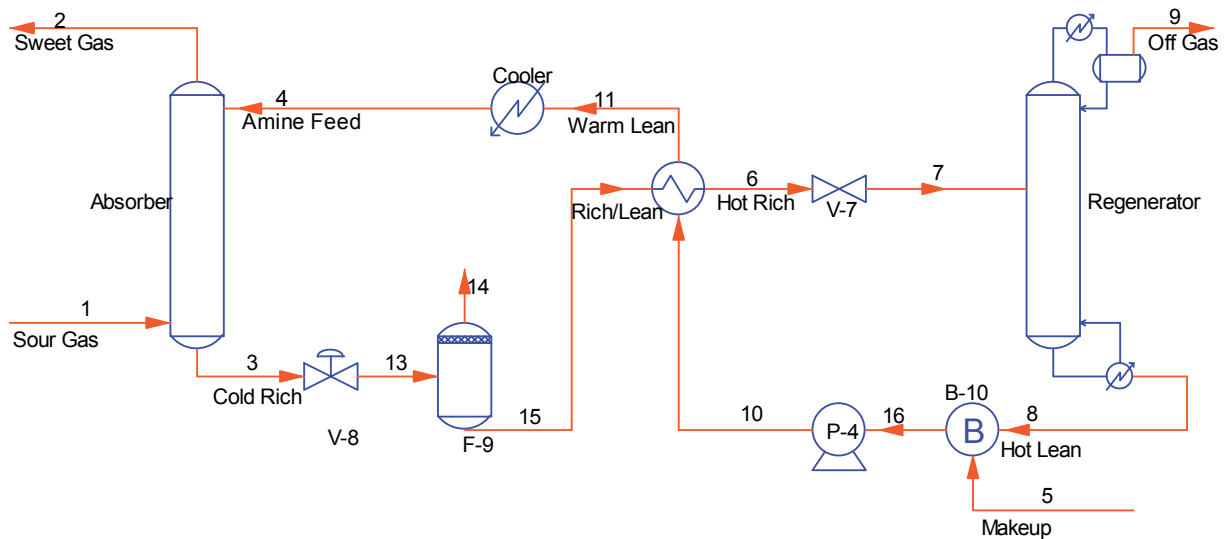 2
Sweet Gas
9
Off Gas
Cooler
4
Amine Feed
11
Warm Lean
Absorber
Rich/Lean
6
Hot Rich
V-7
7
Regenerator
1
Sour Gas
14
3
Cold Rich
13
V-8
15
F-9
10
P-4
16
B-10
B
8
Hot Lean
5
Makeup